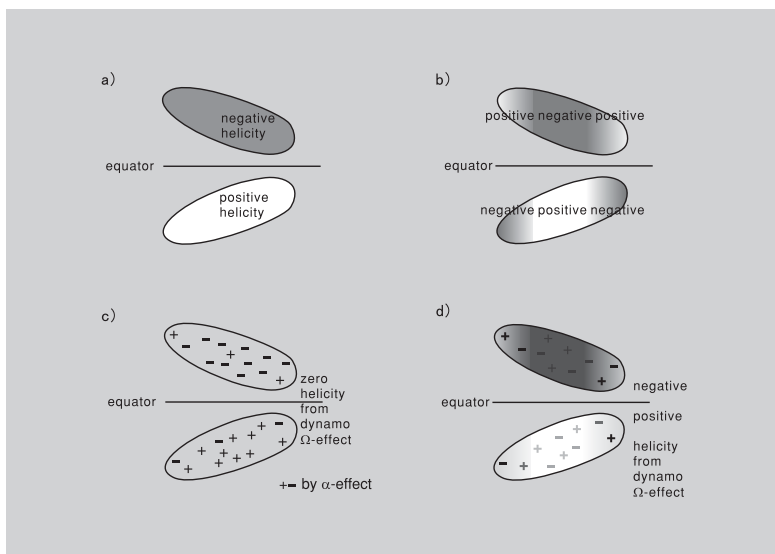 a)
negative
helicity
equator
positive
helicity
b)
positive negative positive
equator
negative positive negative
c)
equator
zero
helicity
from
dynamo
Ω-effect
+− by α-effect
d)
negative
equator
positive
helicity
from
dynamo
Ω-effect